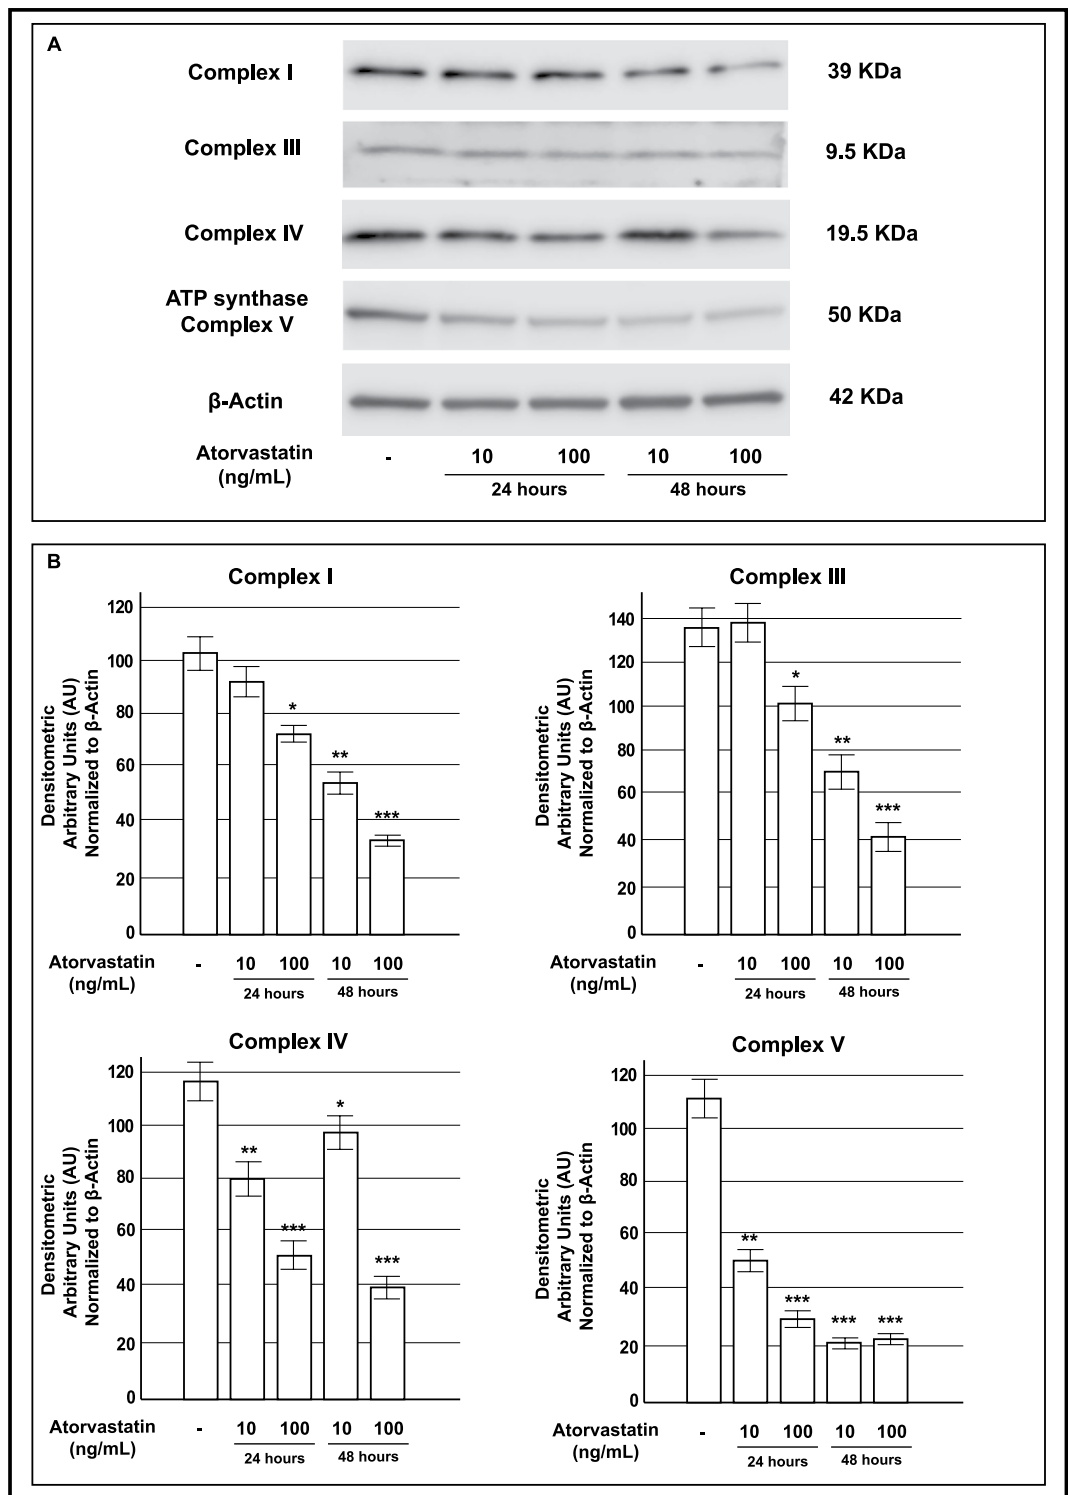 A
Complex I
39 KDa
Complex III
9.5 KDa
Complex IV
19.5 KDa
ATP synthase
Complex V
50 KDa
β-Actin
42 KDa
Atorvastatin
(ng/mL)
- 10 100 10 100
24 hours 48 hours
B
Complex I
Densitometric
Arbitrary Units (AU)
Normalized to β-Actin
120
100
80
60
40
20
0
* ** ***
Atorvastatin
(ng/mL)
- 10 100 10 100
24 hours 48 hours
Complex III
Densitometric
Arbitrary Units (AU)
Normalized to β-Actin
140
120
100
80
60
40
20
0
* ** ***
Atorvastatin
(ng/mL)
- 10 100 10 100
24 hours 48 hours
Complex IV
Densitometric
Arbitrary Units (AU)
Normalized to β-Actin
120
100
80
60
40
20
0
** *** * ***
Atorvastatin
(ng/mL)
- 10 100 10 100
24 hours 48 hours
Complex V
Densitometric
Arbitrary Units (AU)
Normalized to β-Actin
120
100
80
60
40
20
0
** *** *** ***
Atorvastatin
(ng/mL)
- 10 100 10 100
24 hours 48 hours